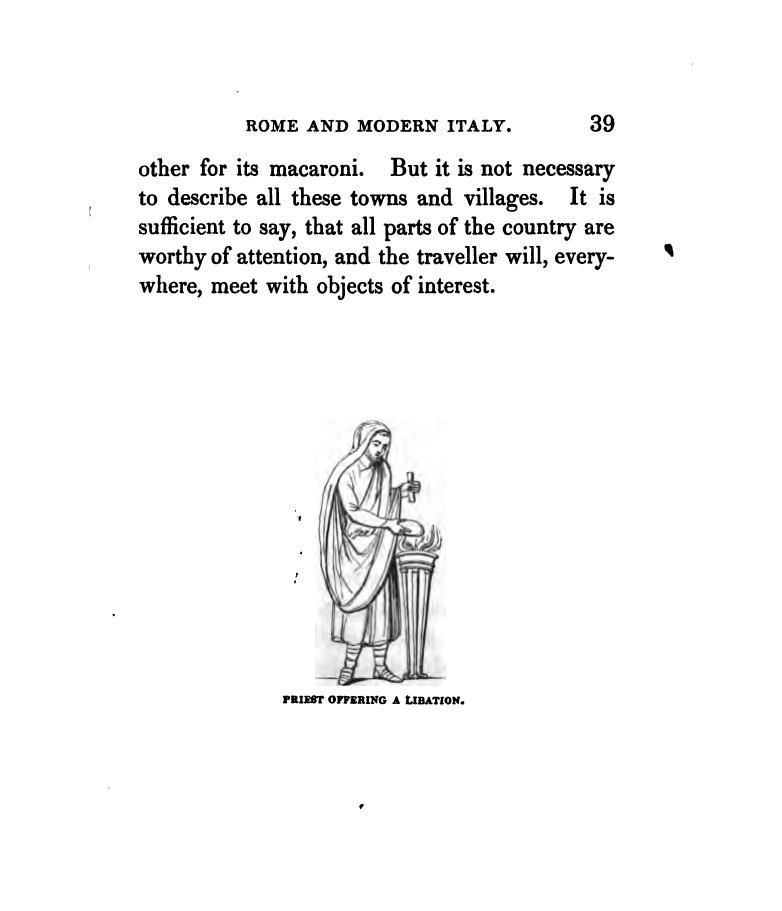 ROME AND MODERN ITALY. 39
other for its macaroni. But it is not necessary
to describe all these towns and villages. It is
sufficient to say, that all parts of the country are
worthy of attention, and the traveller will, every-
where, meet with objects of interest.
PRIEST OFFERING A LIBATION.